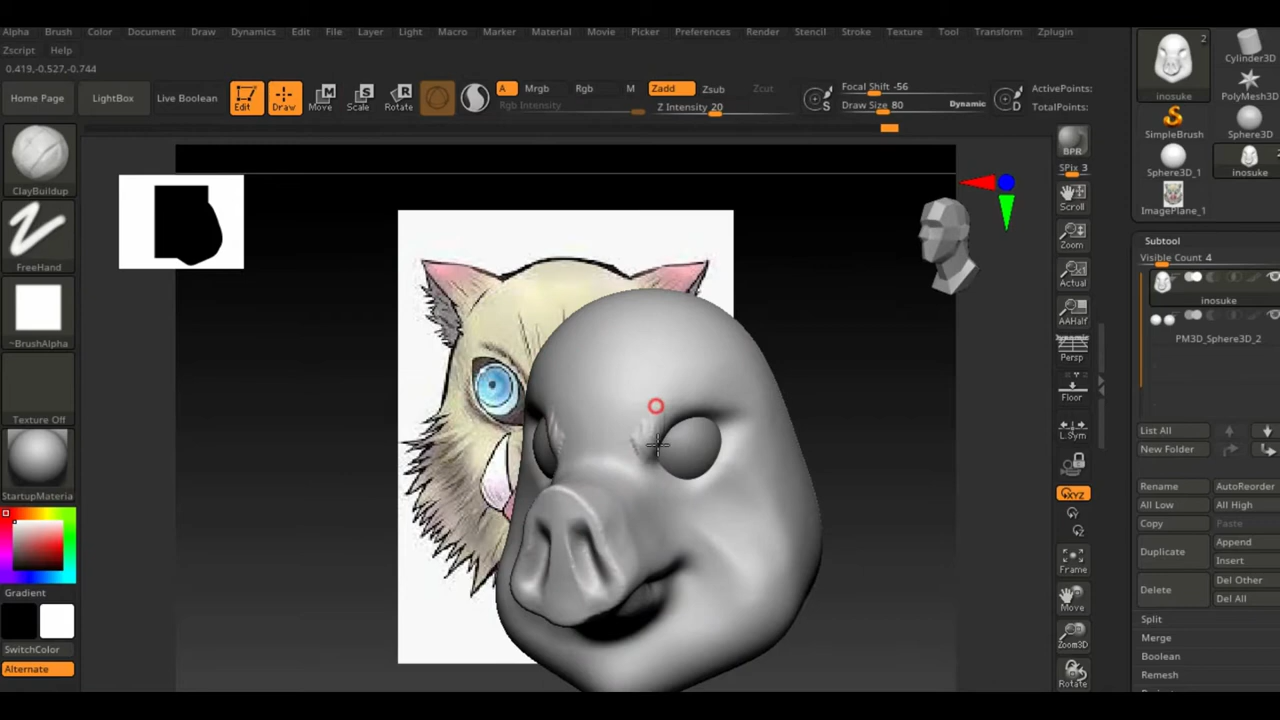 Alpha Brush Color Document Draw Dynamics Edit File Layer Light Macro Marker Material Movie Picker Preferences Render Stencil Stroke Texture Tool Transform Zplugin
Zscript Help
0.419,-0.527,-0.744
Home Page LightBox Live Boolean Edit Draw Move Scale Rotate A Mrgb Rgb M Zadd Zsub Zcut Focal Shift -56 ActivePoints:
Rgb Intensity Z Intensity 20 Draw Size 80 Dynamic TotalPoints:
ClayBuildup
FreeHand
~BrushAlpha
Texture Off
StartupMateria
Gradient
SwitchColor
Alternate
BPR
SPix 3
Scroll
Zoom
Actual
AAHalf
Dynamic
Persp
Floor
L.Sym
XYZ
Frame
Move
Zoom3D
Rotate
2
inosuke
Cylinder3D
PolyMesh3D
SimpleBrush
Sphere3D
Sphere3D_1
2
inosuke
ImagePlane_1
Subtool
Visible Count 4
inosuke
PM3D_Sphere3D_2
List All
New Folder
Rename AutoReorder
All Low All High
Copy Paste
Duplicate Append
Insert
Delete Del Other
Del All
Split
Merge
Boolean
Remesh